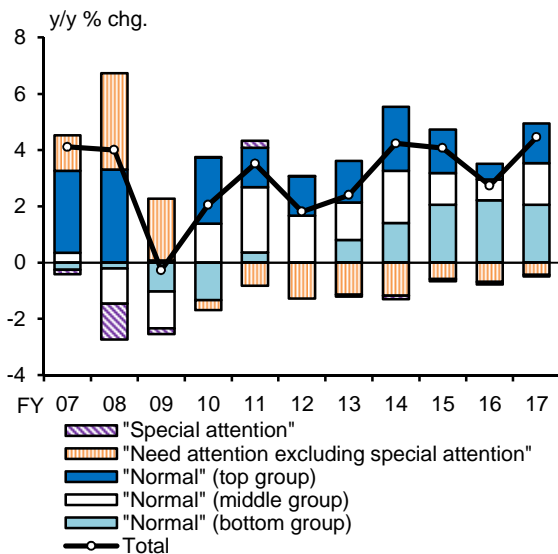 y/y % chg.
8
6
4
2
0
-2
-4
FY 07 08 09 10 11 12 13 14 15 16 17
"Special attention"
"Need attention excluding special attention"
"Normal" (top group)
"Normal" (middle group)
"Normal" (bottom group)
Total